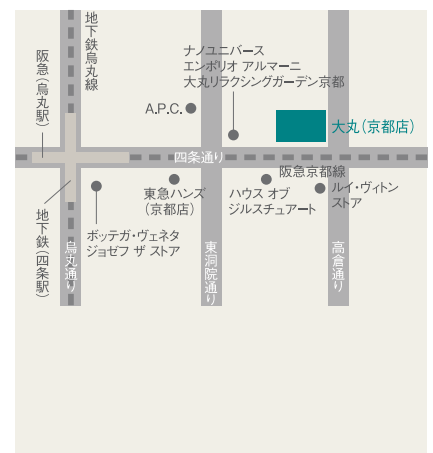 地下鉄烏丸線
阪急(烏丸駅)
ナノユニバース
エンポリオ アルマーニ
大丸リラクシングガーデン京都
A.P.C.
大丸(京都店)
四条通り
阪急京都線
地下鉄(四条駅)
烏丸通り
ボッテガ・ヴェネタ
ジョゼフ ザ ストア
東急ハンズ
(京都店)
東洞院通り
ハウス オブ
ジルスチュアート
ルイ・ヴィトン
ストア
高倉通り